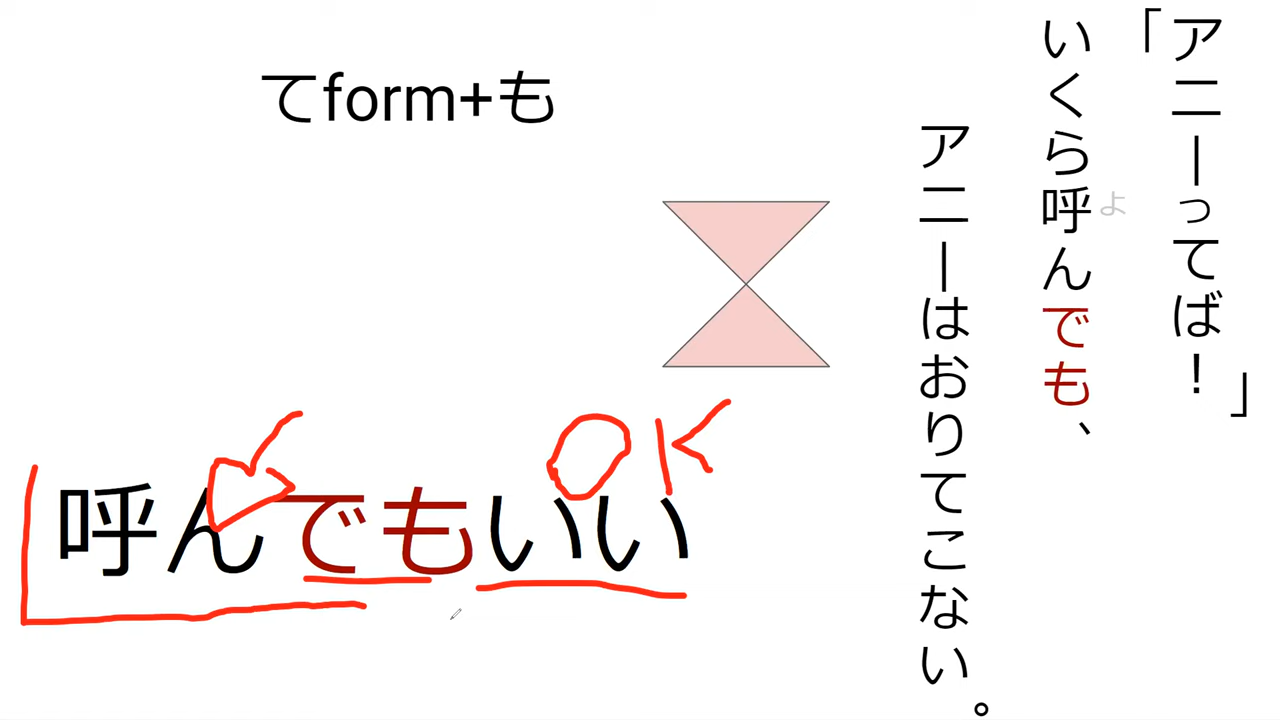 てform+も
「アニーってば！」
いくら呼んでも、
よ
アニーはおりてこない。
OK
呼んでもいい